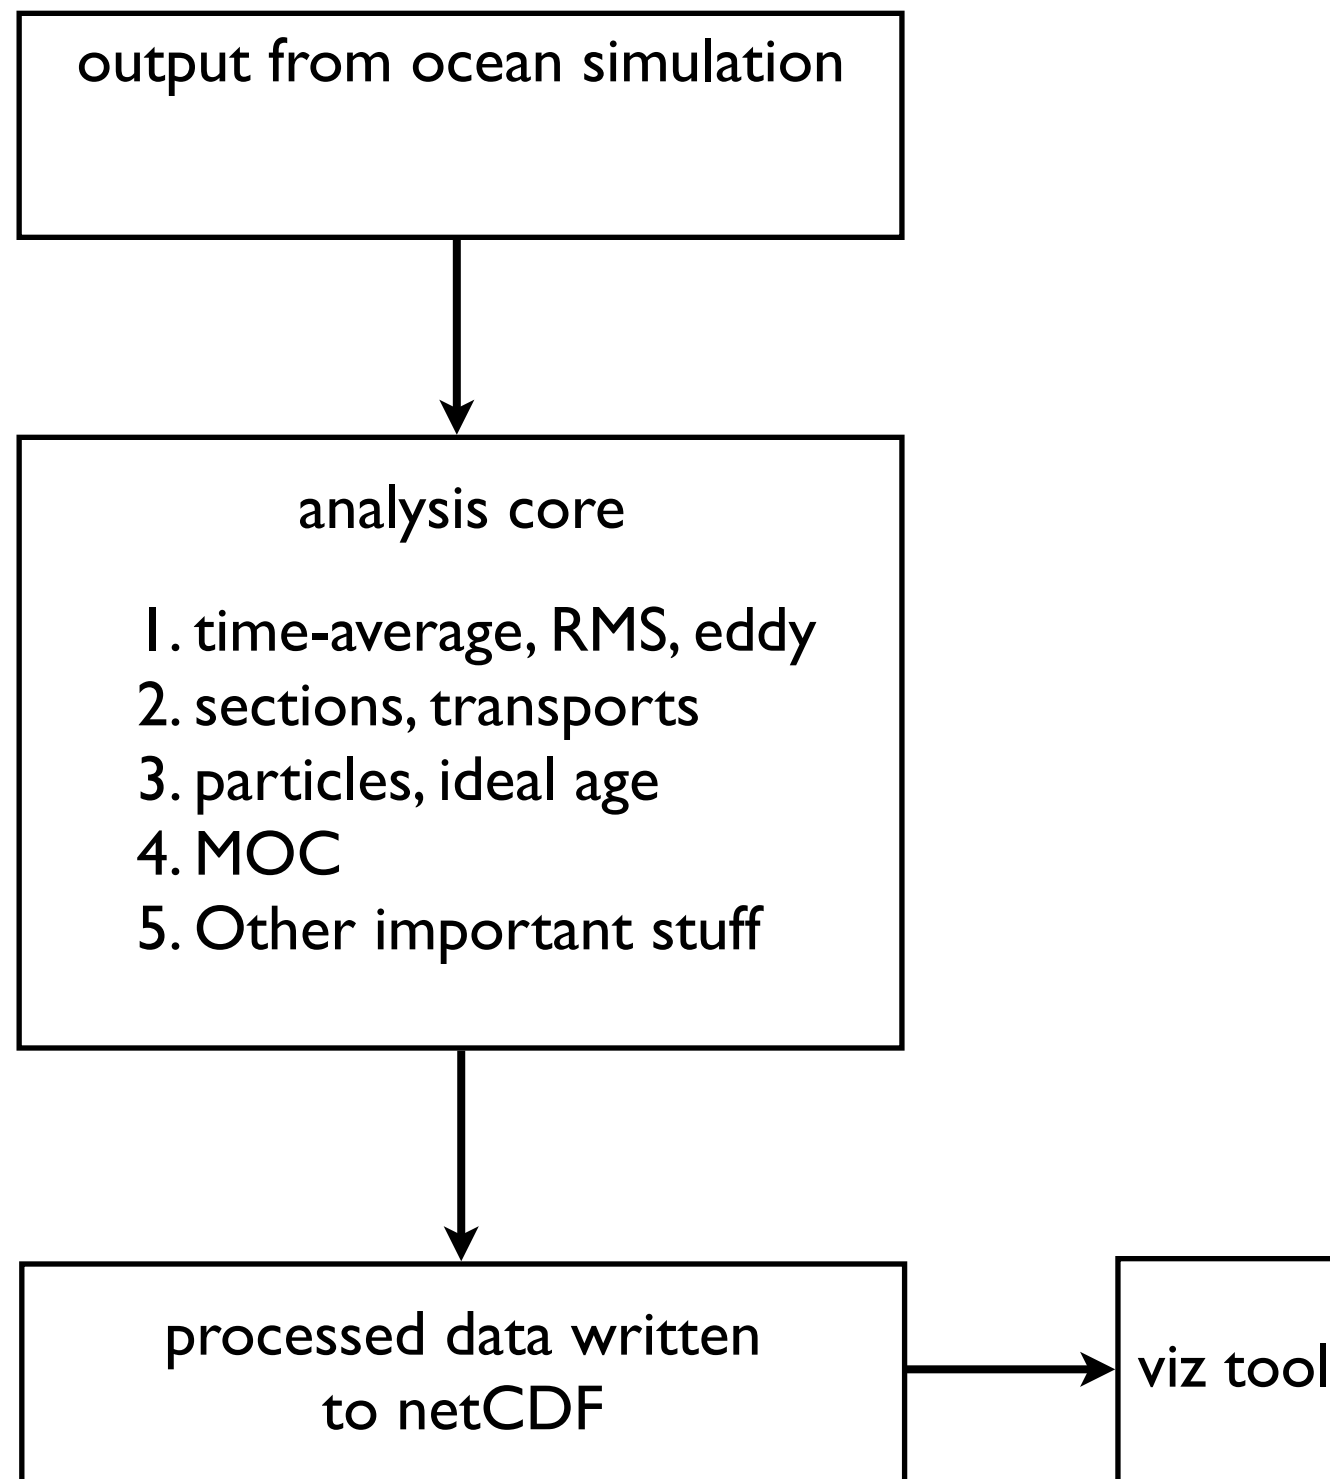 output from ocean simulation
analysis core
1. time-average, RMS, eddy
2. sections, transports
3. particles, ideal age
4. MOC
5. Other important stuff
processed data written
to netCDF
viz tool